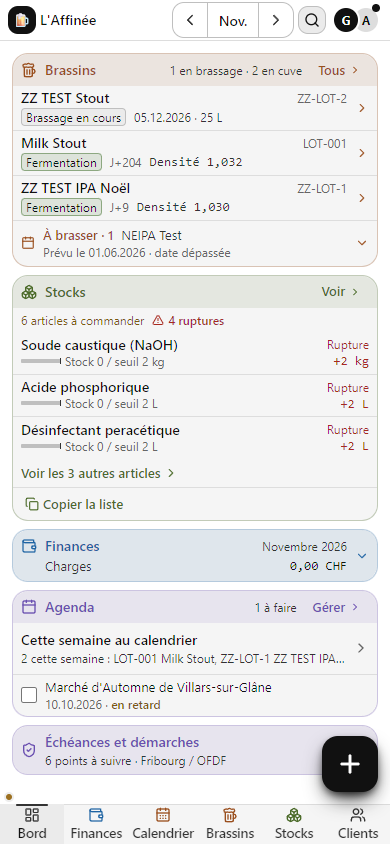 L'Affinée
Nov.
G A
Brassins 1 en brassage · 2 en cuve Tous
ZZ TEST Stout ZZ-LOT-2
Brassage en cours 05.12.2026 · 25 L
Milk Stout LOT-001
Fermentation J+204 Densité 1,032
ZZ TEST IPA Noël ZZ-LOT-1
Fermentation J+9 Densité 1,030
À brasser · 1 NEIPA Test
Prévu le 01.06.2026 · date dépassée
Stocks Voir
6 articles à commander 4 ruptures
Soude caustique (NaOH) Rupture
Stock 0 / seuil 2 kg +2 kg
Acide phosphorique Rupture
Stock 0 / seuil 2 L +2 L
Désinfectant peracétique Rupture
Stock 0 / seuil 2 L +2 L
Voir les 3 autres articles
Copier la liste
Finances Novembre 2026
Charges 0,00 CHF
Agenda 1 à faire Gérer
Cette semaine au calendrier
2 cette semaine : LOT-001 Milk Stout, ZZ-LOT-1 ZZ TEST IPA...
Marché d'Automne de Villars-sur-Glâne
10.10.2026 · en retard
Échéances et démarches
6 points à suivre · Fribourg / OFDF
Bord Finances Calendrier Brassins Stocks Clients